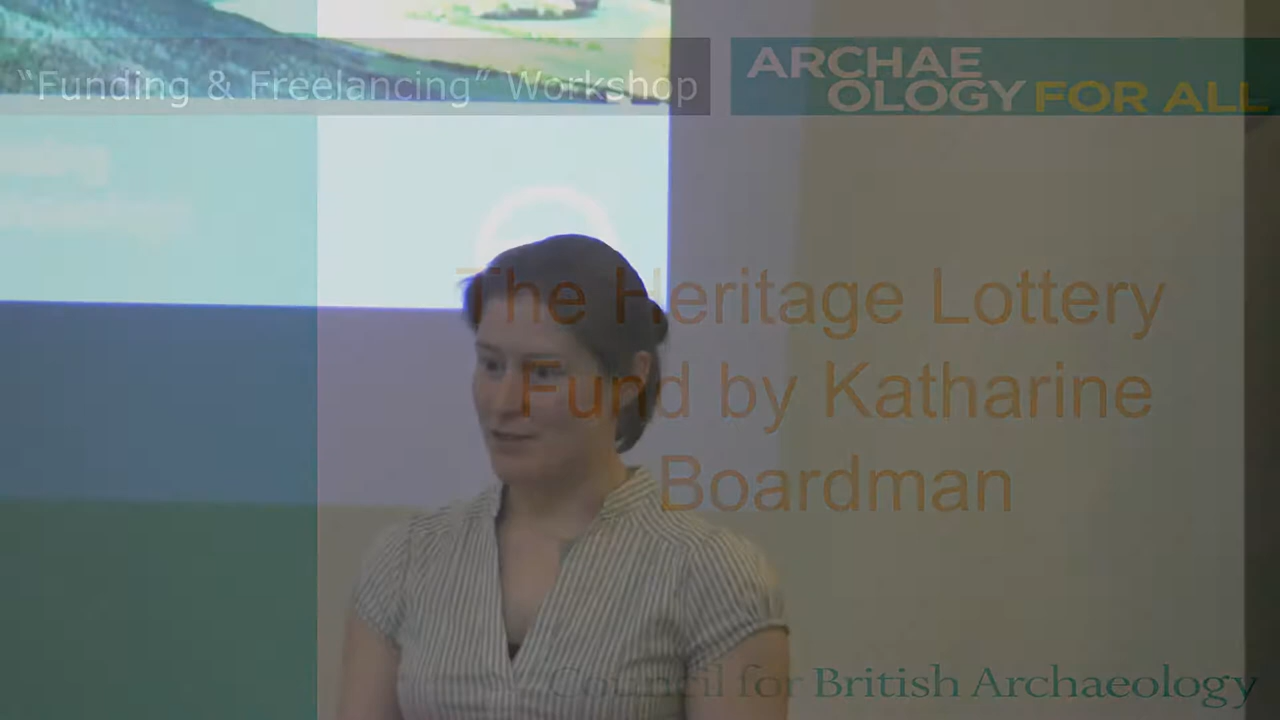 “Funding & Freelancing” Workshop
ARCHAE
OLOGY FOR ALL
The Heritage Lottery
Fund by Katharine
Boardman
Council for British Archaeology